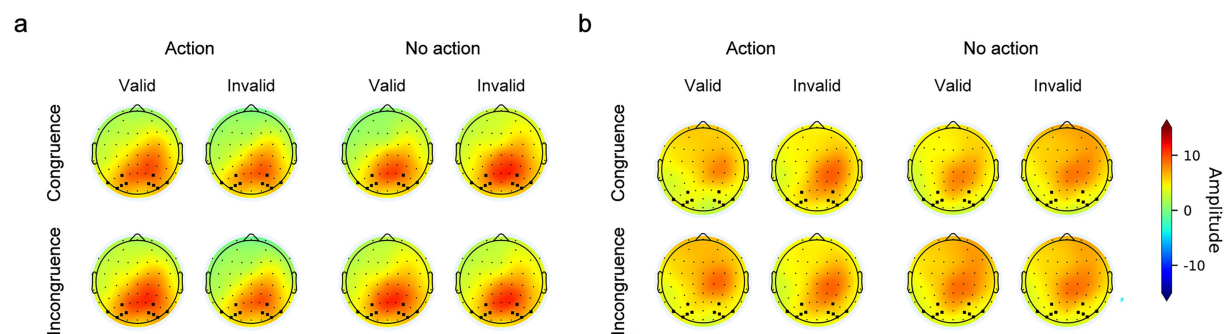 a
b
Action
No action
Action
No action
Valid
Invalid
Valid
Invalid
Valid
Invalid
Valid
Invalid
Congruence
Incongruence
Congruence
Incongruence
10
0
-10
Amplitude